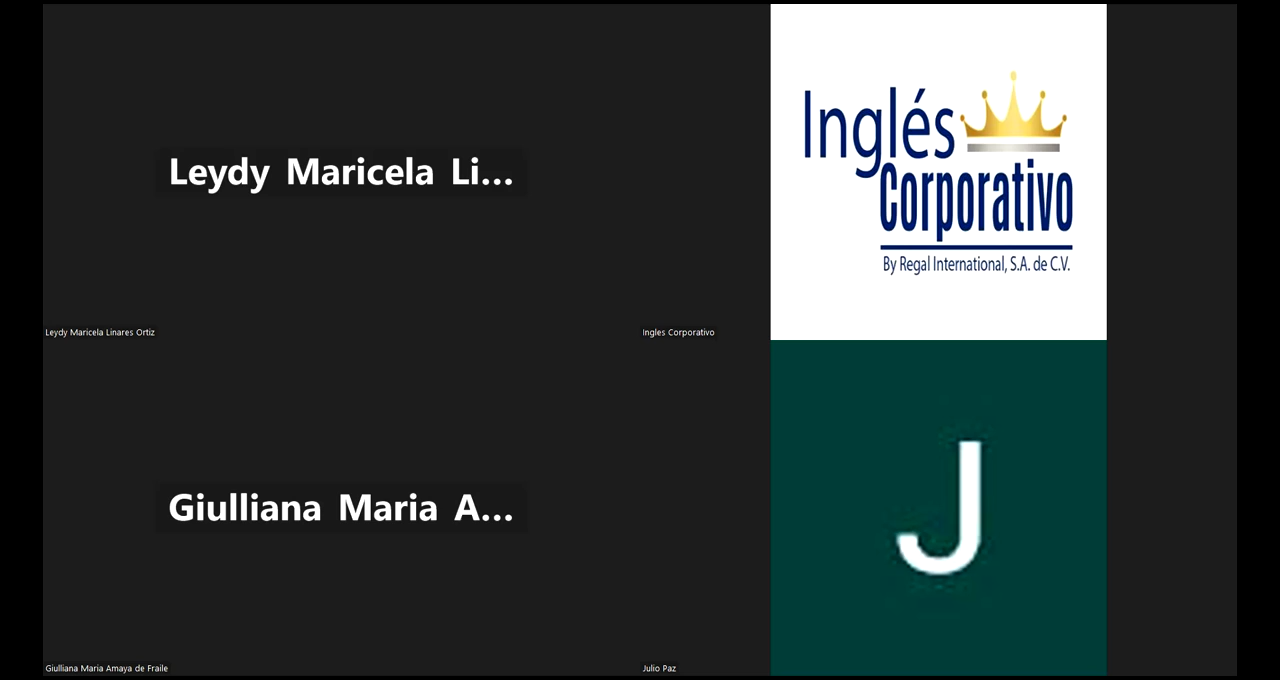 Leydy Maricela Li...
Leydy Maricela Linares Ortiz
Inglés
Corporativo
By Regal International, S.A. de C.V.
Ingles Corporativo
Giulliana Maria A...
Giulliana Maria Amaya de Fraile
J
Julio Paz